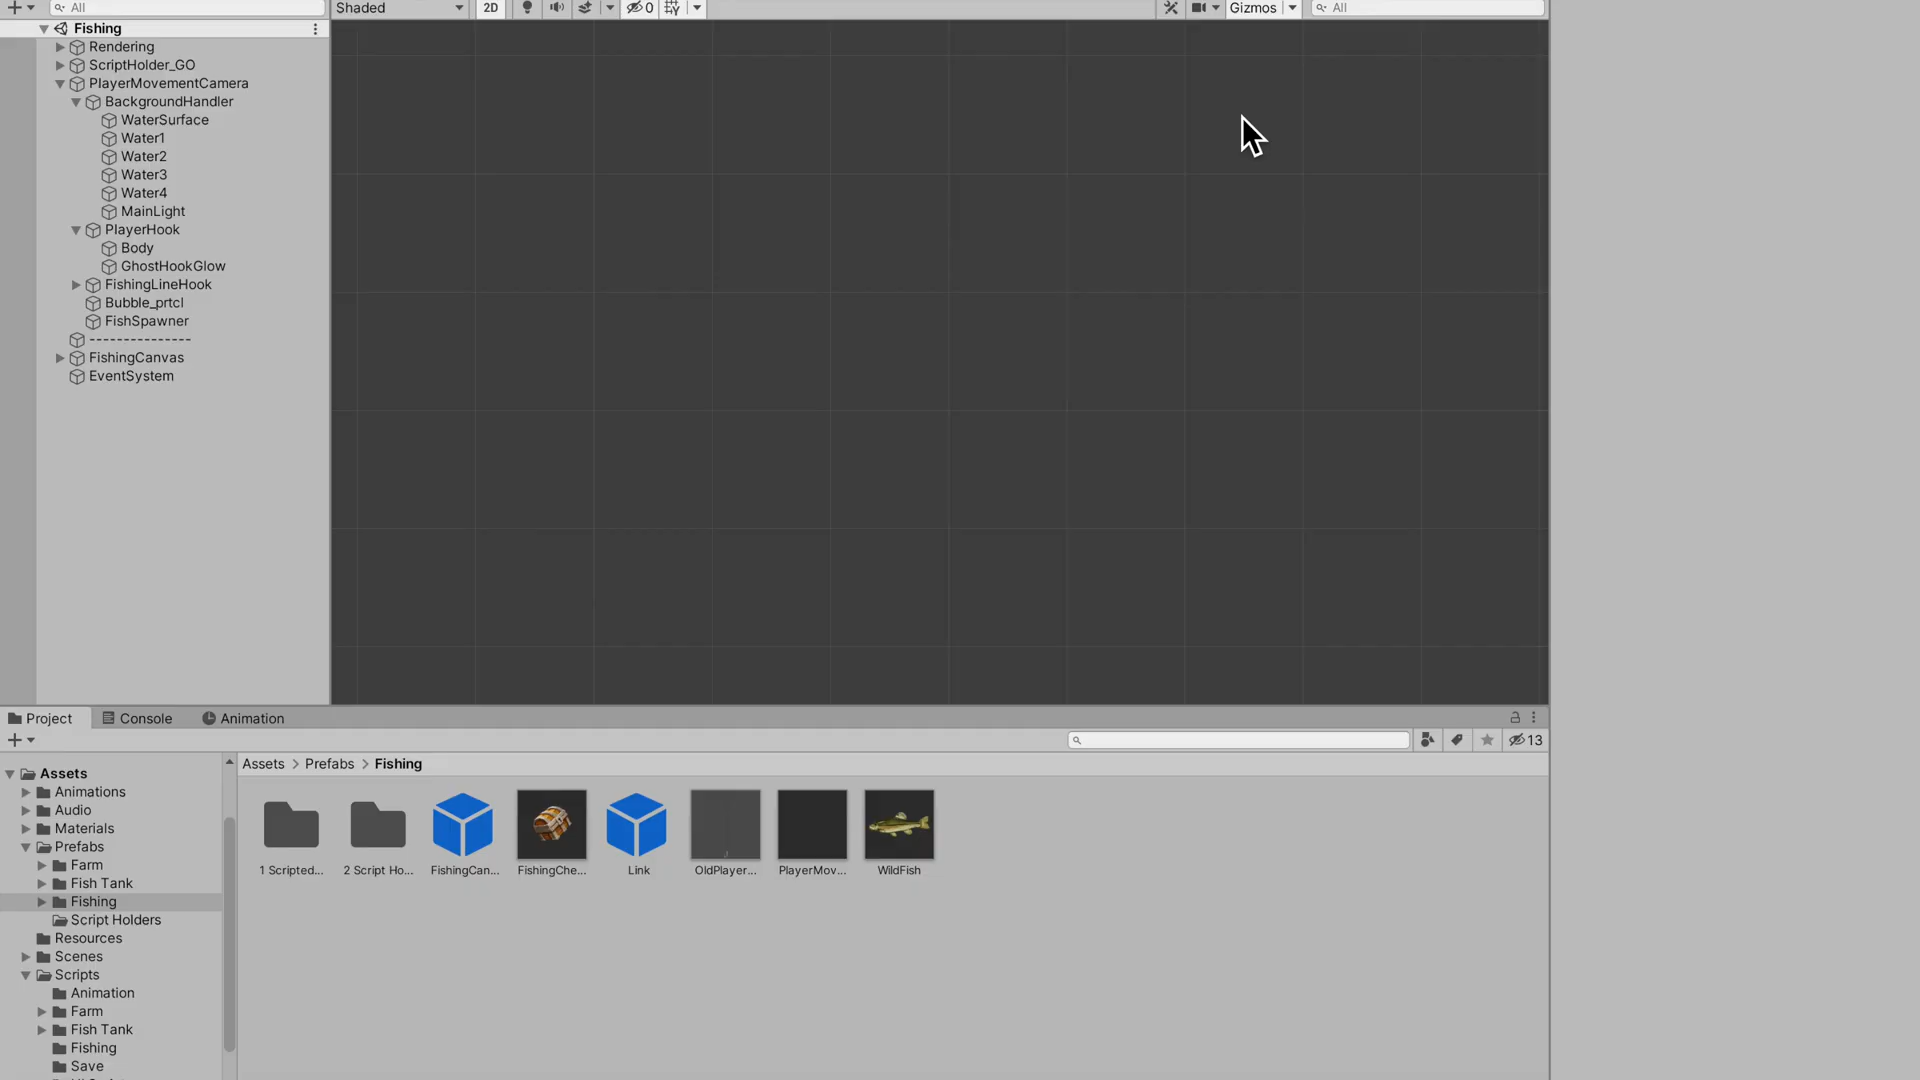 All
Shaded
2D
0
Gizmos
All
Fishing
Rendering
ScriptHolder_GO
PlayerMovementCamera
BackgroundHandler
WaterSurface
Water1
Water2
Water3
Water4
MainLight
PlayerHook
Body
GhostHookGlow
FishingLineHook
Bubble_prtcl
FishSpawner
---------------
FishingCanvas
EventSystem
Project
Console
Animation
13
Assets
Animations
Audio
Materials
Prefabs
Farm
Fish Tank
Fishing
Script Holders
Resources
Scenes
Scripts
Animation
Farm
Fish Tank
Fishing
Save
Assets > Prefabs > Fishing
1 Scripted...
2 Script Ho...
FishingCan...
FishingChe...
Link
OldPlayer...
PlayerMov...
WildFish